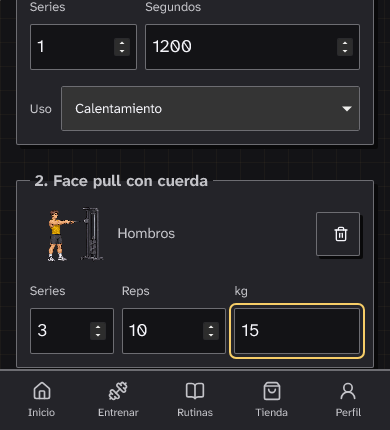 Series Segundos
1 1200
Uso Calentamiento
2. Face pull con cuerda
Hombros
Series Reps kg
3 10 15
Inicio Entrenar Rutinas Tienda Perfil